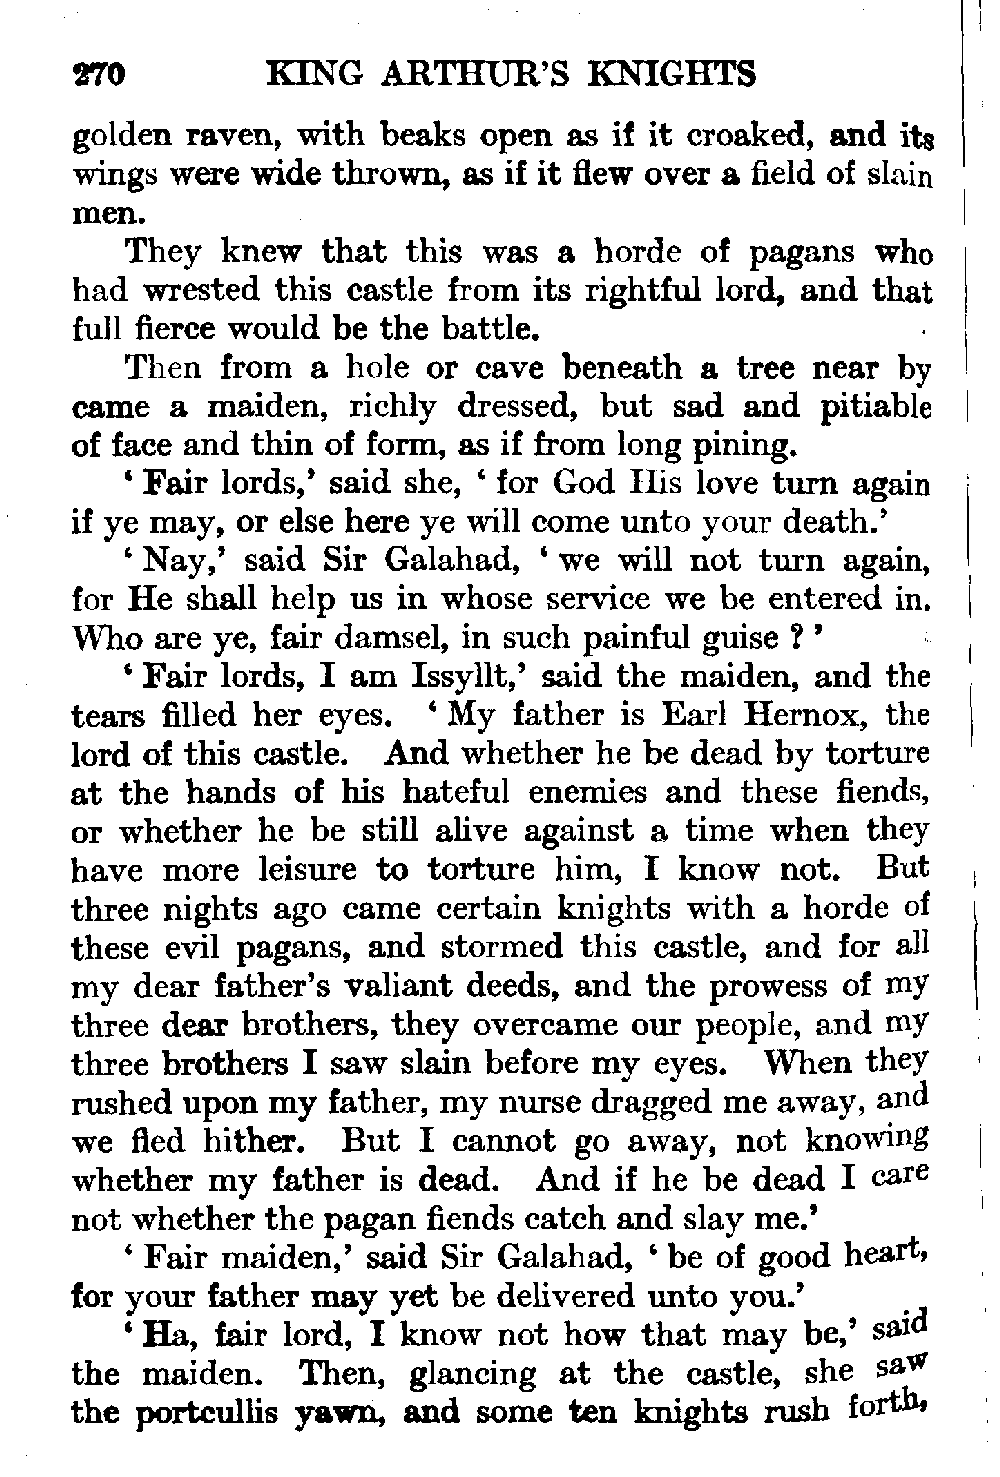 270 KING ARTHUR'S KNIGHTS
golden raven, with beaks open as if it croaked, and its
wings were wide thrown, as if it flew over a field of slain
men.
They knew that this was a horde of pagans who
had wrested this castle from its rightful lord, and that
full fierce would be the battle.
Then from a hole or cave beneath a tree near by
came a maiden, richly dressed, but sad and pitiable
of face and thin of form, as if from long pining.
‘ Fair lords,’ said she, ‘ for God His love turn again
if ye may, or else here ye will come unto your death.’
‘ Nay,’ said Sir Galahad, ‘ we will not turn again,
for He shall help us in whose service we be entered in.
Who are ye, fair damsel, in such painful guise ? ’
‘ Fair lords, I am Issyllt,’ said the maiden, and the
tears filled her eyes. ‘ My father is Earl Hernox, the
lord of this castle. And whether he be dead by torture
at the hands of his hateful enemies and these fiends,
or whether he be still alive against a time when they
have more leisure to torture him, I know not. But
three nights ago came certain knights with a horde of
these evil pagans, and stormed this castle, and for all
my dear father's valiant deeds, and the prowess of my
three dear brothers, they overcame our people, and my
three brothers I saw slain before my eyes. When they
rushed upon my father, my nurse dragged me away, and
we fled hither. But I cannot go away, not knowing
whether my father is dead. And if he be dead I care
not whether the pagan fiends catch and slay me.’
‘ Fair maiden,’ said Sir Galahad, ‘ be of good heart,
for your father may yet be delivered unto you.’
‘ Ha, fair lord, I know not how that may be,’ said
the maiden. Then, glancing at the castle, she saw
the portcullis yawn, and some ten knights rush forth,